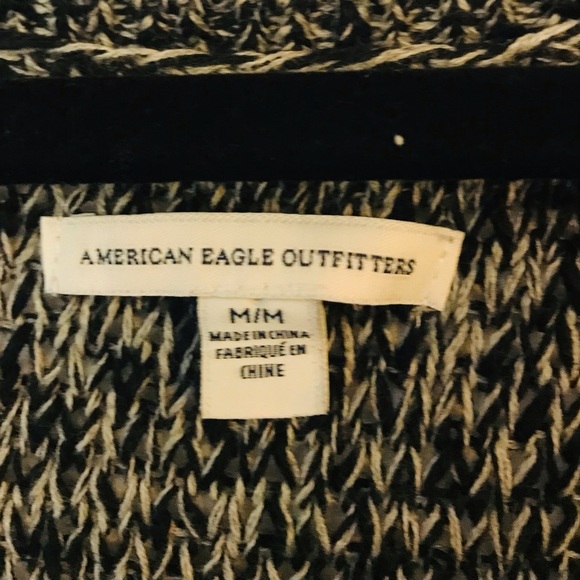 AMERICAN EAGLE OUTFITTERS
M/M
MADE IN CHINA
FABRIQUÉ EN
CHINE